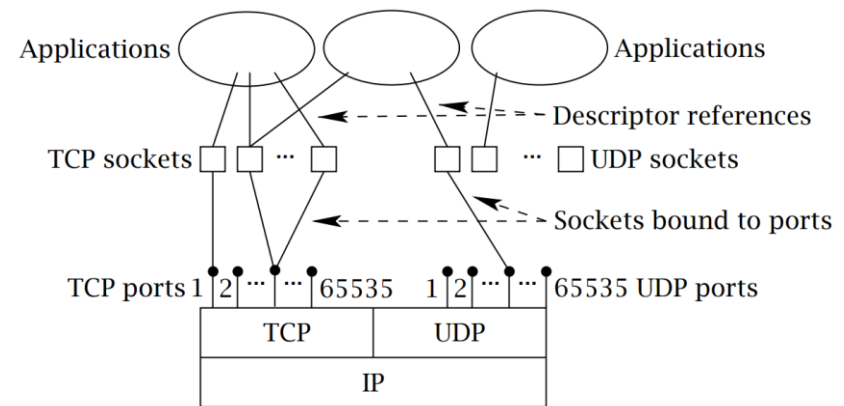 Applications Applications
Descriptor references
TCP sockets ... ... UDP sockets
Sockets bound to ports
TCP ports 1 2 ... ... 65535 1 2 ... ... 65535 UDP ports
TCP UDP
IP